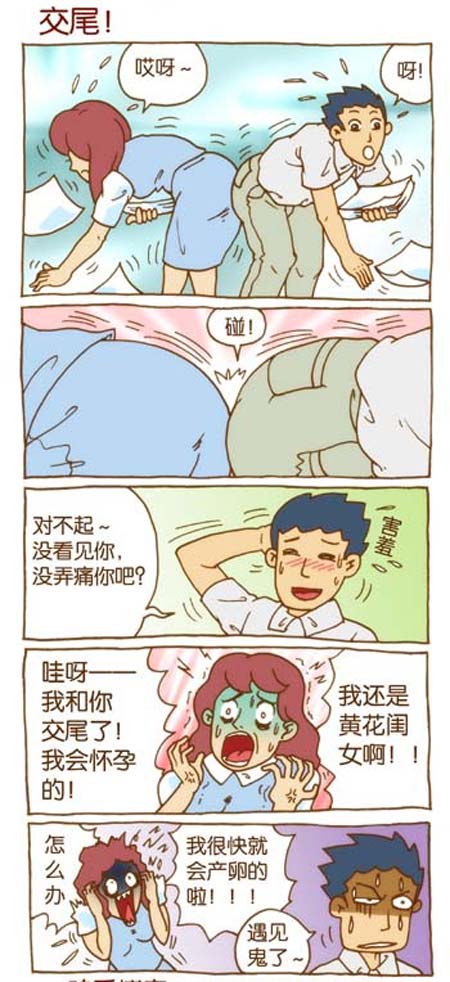 交尾！
哎呀～
呀！
碰！
对不起～
没看见你，
没弄痛你吧？
害羞
哇呀——
我和你
交尾了！
我会怀孕
的！
我还是
黄花闺
女啊！！
怎么办
我很快就
会产卵的
啦！！！
遇见
鬼了～